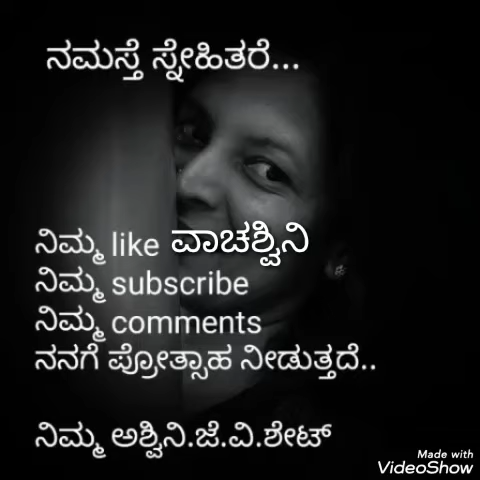 ನಮಸ್ತೆ ಸ್ನೇಹಿತರೆ...
ನಿಮ್ಮ like ವಾಚಶ್ವಿನಿ
ನಿಮ್ಮ subscribe
ನಿಮ್ಮ comments
ನನಗೆ ಪ್ರೋತ್ಸಾಹ ನೀಡುತ್ತದೆ..
ನಿಮ್ಮ ಅಶ್ವಿನಿ.ಜೆ.ವಿ.ಶೇಟ್
Made with
VideoShow